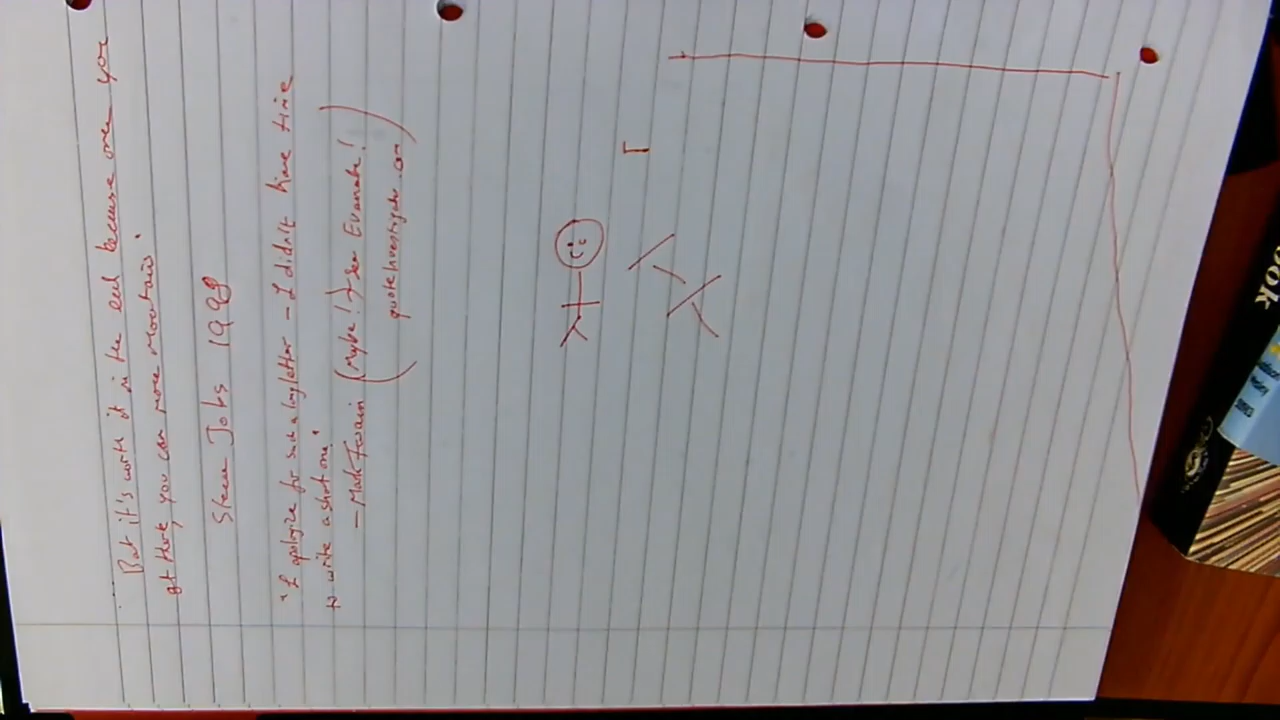 But it's worth it in the end because once you
get there, you can move mountains'.
Steve Jobs 1998
"I apologize for such a long letter - I didn't have time
to write a short one."
- Mark Twain (Maybe! → see Evernote!
quoteinvestigator.com)
OOK